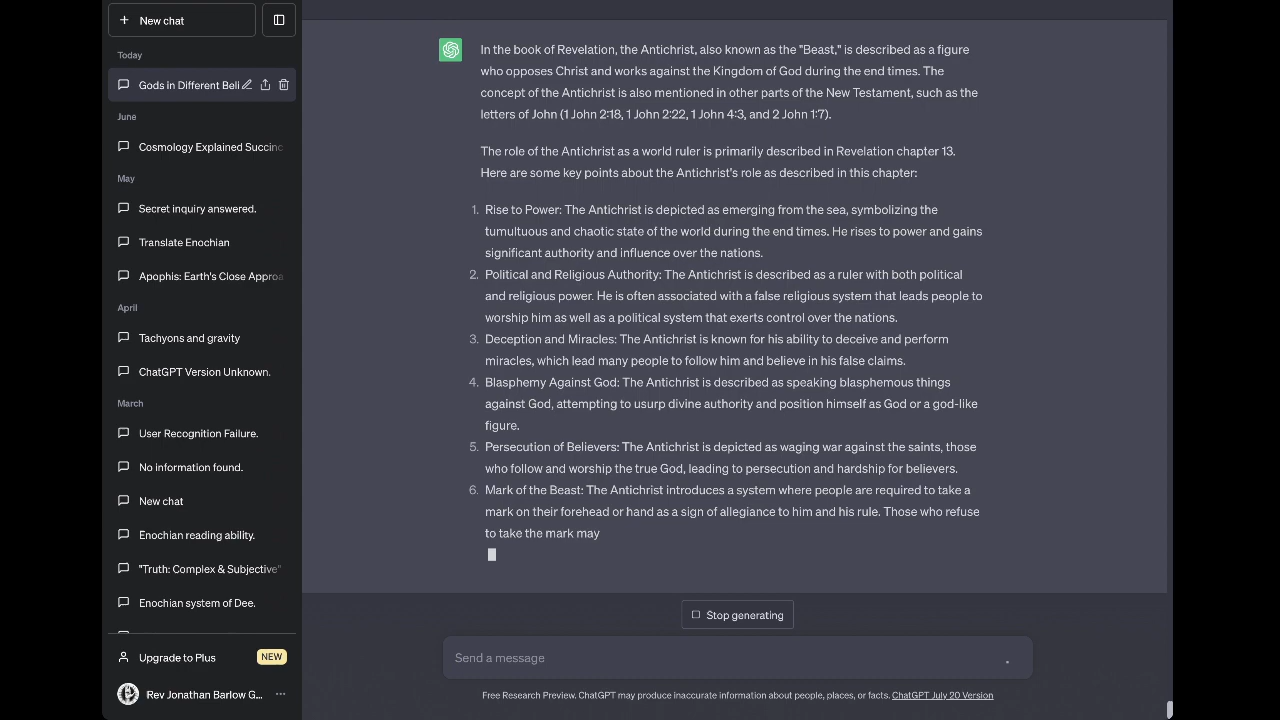 New chat
Today
Gods in Different Beli
June
Cosmology Explained Succinc
May
Secret inquiry answered.
Translate Enochian
Apophis: Earth's Close Approa
April
Tachyons and gravity
ChatGPT Version Unknown.
March
User Recognition Failure.
No information found.
New chat
Enochian reading ability.
"Truth: Complex & Subjective"
Enochian system of Dee.
Upgrade to Plus
NEW
Rev Jonathan Barlow G...
In the book of Revelation, the Antichrist, also known as the "Beast," is described as a figure
who opposes Christ and works against the Kingdom of God during the end times. The
concept of the Antichrist is also mentioned in other parts of the New Testament, such as the
letters of John (1 John 2:18, 1 John 2:22, 1 John 4:3, and 2 John 1:7).
The role of the Antichrist as a world ruler is primarily described in Revelation chapter 13.
Here are some key points about the Antichrist's role as described in this chapter:
1. Rise to Power: The Antichrist is depicted as emerging from the sea, symbolizing the
tumultuous and chaotic state of the world during the end times. He rises to power and gains
significant authority and influence over the nations.
2. Political and Religious Authority: The Antichrist is described as a ruler with both political
and religious power. He is often associated with a false religious system that leads people to
worship him as well as a political system that exerts control over the nations.
3. Deception and Miracles: The Antichrist is known for his ability to deceive and perform
miracles, which lead many people to follow him and believe in his false claims.
4. Blasphemy Against God: The Antichrist is described as speaking blasphemous things
against God, attempting to usurp divine authority and position himself as God or a god-like
figure.
5. Persecution of Believers: The Antichrist is depicted as waging war against the saints, those
who follow and worship the true God, leading to persecution and hardship for believers.
6. Mark of the Beast: The Antichrist introduces a system where people are required to take a
mark on their forehead or hand as a sign of allegiance to him and his rule. Those who refuse
to take the mark may
Stop generating
Send a message
Free Research Preview. ChatGPT may produce inaccurate information about people, places, or facts. ChatGPT July 20 Version